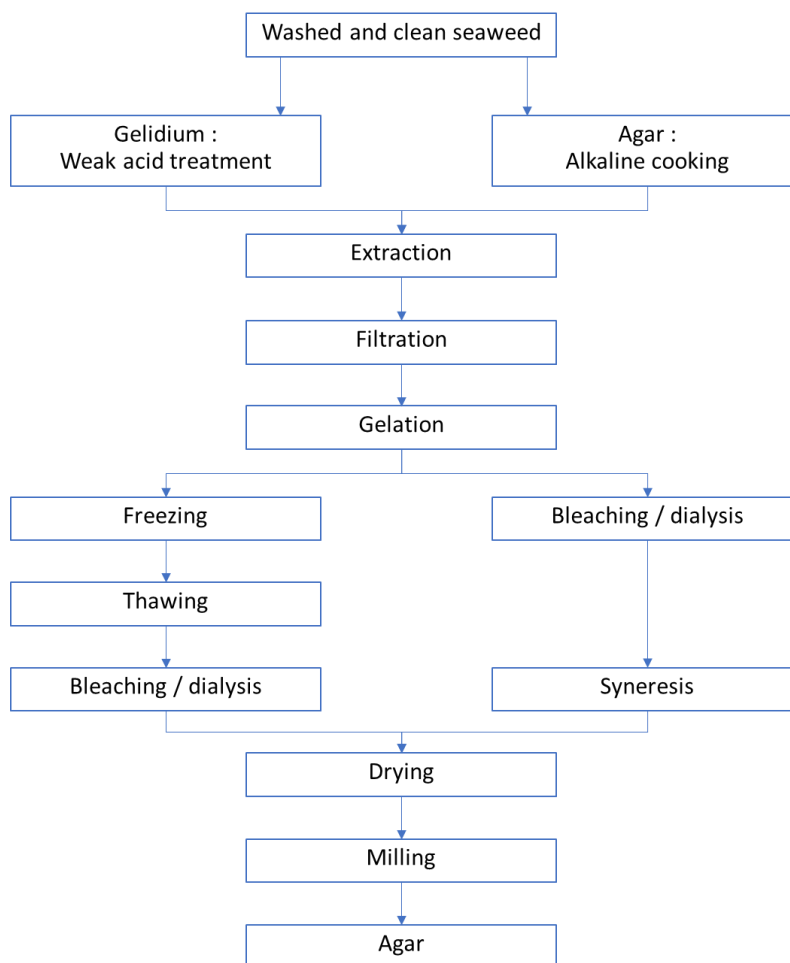 Washed and clean seaweed
Gelidium :
Weak acid treatment
Agar :
Alkaline cooking
Extraction
Filtration
Gelation
Freezing
Bleaching / dialysis
Thawing
Bleaching / dialysis
Syneresis
Drying
Milling
Agar